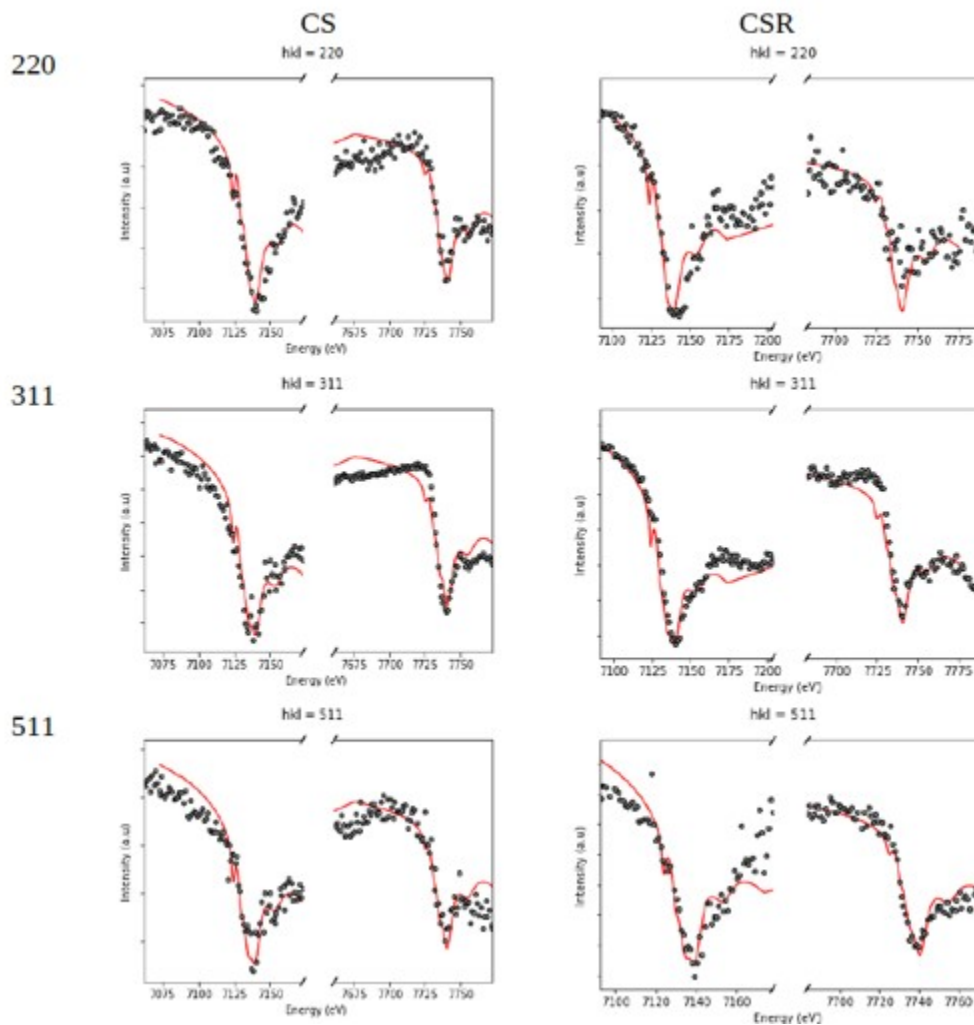 CS CSR
220 hkl = 220 hkl = 220
Intensity (a.u) Intensity (a.u)
7075 7100 7125 7150 7675 7700 7725 7750 7100 7125 7150 7175 7200 7700 7725 7750 7775
Energy (eV) Energy (eV)
311 hkl = 311 hkl = 311
Intensity (a.u) Intensity (a.u)
7075 7100 7125 7150 7675 7700 7725 7750 7100 7125 7150 7175 7200 7700 7725 7750 7775
Energy (eV) Energy (eV)
511 hkl = 511 hkl = 511
Intensity (a.u) Intensity (a.u)
7075 7100 7125 7150 7675 7700 7725 7750 7100 7120 7140 7160 7700 7720 7740 7760
Energy (eV) Energy (eV)